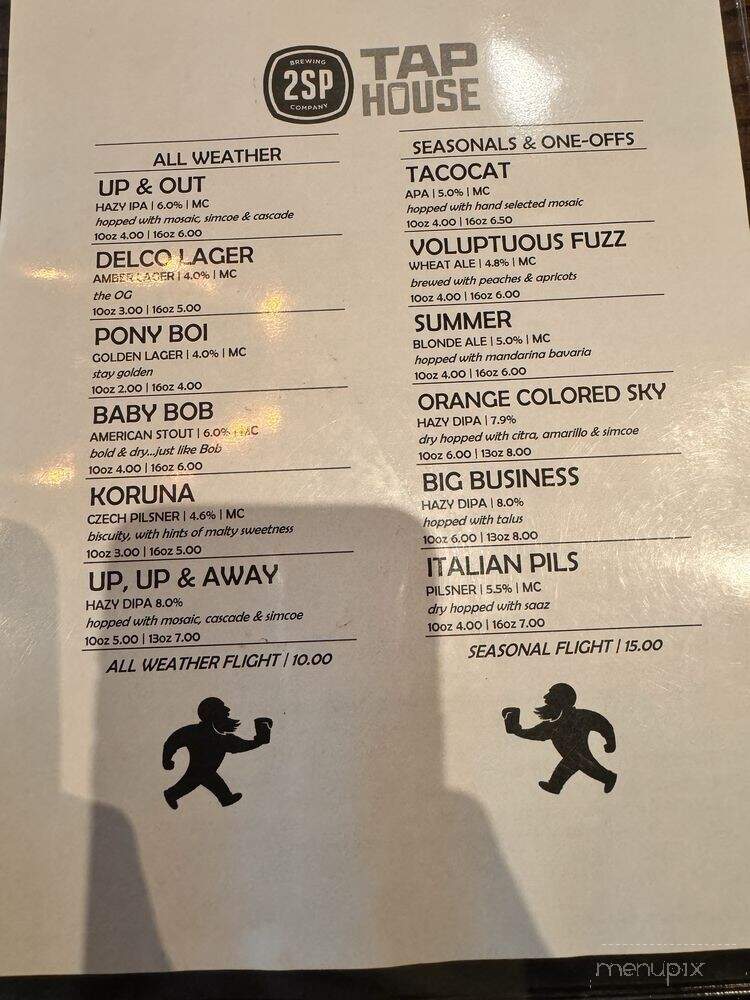 BREWING
2SP
COMPANY
TAP
HOUSE
ALL WEATHER
UP & OUT
HAZY IPA | 6.0% | MC
hopped with mosaic, simcoe & cascade
10oz 4.00 | 16oz 6.00
DELCO LAGER
AMBER LAGER | 4.0% | MC
the OG
10oz 3.00 | 16oz 5.00
PONY BOI
GOLDEN LAGER | 4.0% | MC
stay golden
10oz 2.00 | 16oz 4.00
BABY BOB
AMERICAN STOUT | 6.0% | MC
bold & dry...just like Bob
10oz 4.00 | 16oz 6.00
KORUNA
CZECH PILSNER | 4.6% | MC
biscuity, with hints of malty sweetness
10oz 3.00 | 16oz 5.00
UP, UP & AWAY
HAZY DIPA 8.0%
hopped with mosaic, cascade & simcoe
10oz 5.00 | 13oz 7.00
ALL WEATHER FLIGHT | 10.00
SEASONALS & ONE-OFFS
TACOCAT
APA | 5.0% | MC
hopped with hand selected mosaic
10oz 4.00 | 16oz 6.50
VOLUPTUOUS FUZZ
WHEAT ALE | 4.8% | MC
brewed with peaches & apricots
10oz 4.00 | 16oz 6.00
SUMMER
BLONDE ALE | 5.0% | MC
hopped with mandarina bavaria
10oz 4.00 | 16oz 6.00
ORANGE COLORED SKY
HAZY DIPA | 7.9%
dry hopped with citra, amarillo & simcoe
10oz 6.00 | 13oz 8.00
BIG BUSINESS
HAZY DIPA | 8.0%
hopped with talus
10oz 6.00 | 13oz 8.00
ITALIAN PILS
PILSNER | 5.5% | MC
dry hopped with saaz
10oz 4.00 | 16oz 7.00
SEASONAL FLIGHT | 15.00
menupix